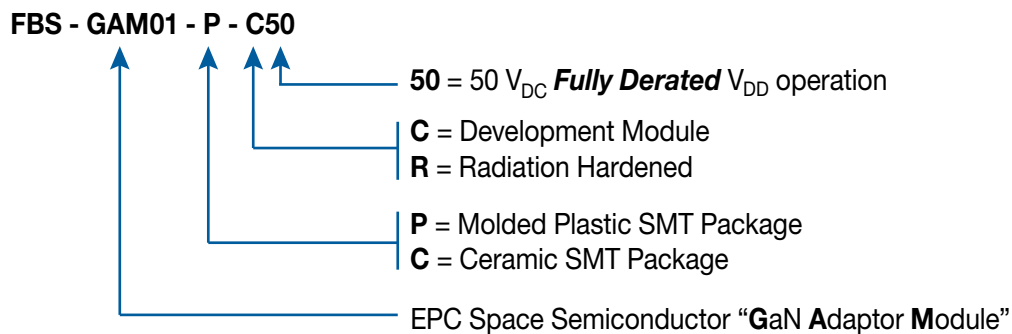 FBS - GAM01 - P - C50
50 = 50 VDC Fully Derated VDD operation
C = Development Module
R = Radiation Hardened
P = Molded Plastic SMT Package
C = Ceramic SMT Package
EPC Space Semiconductor “GaN Adaptor Module”